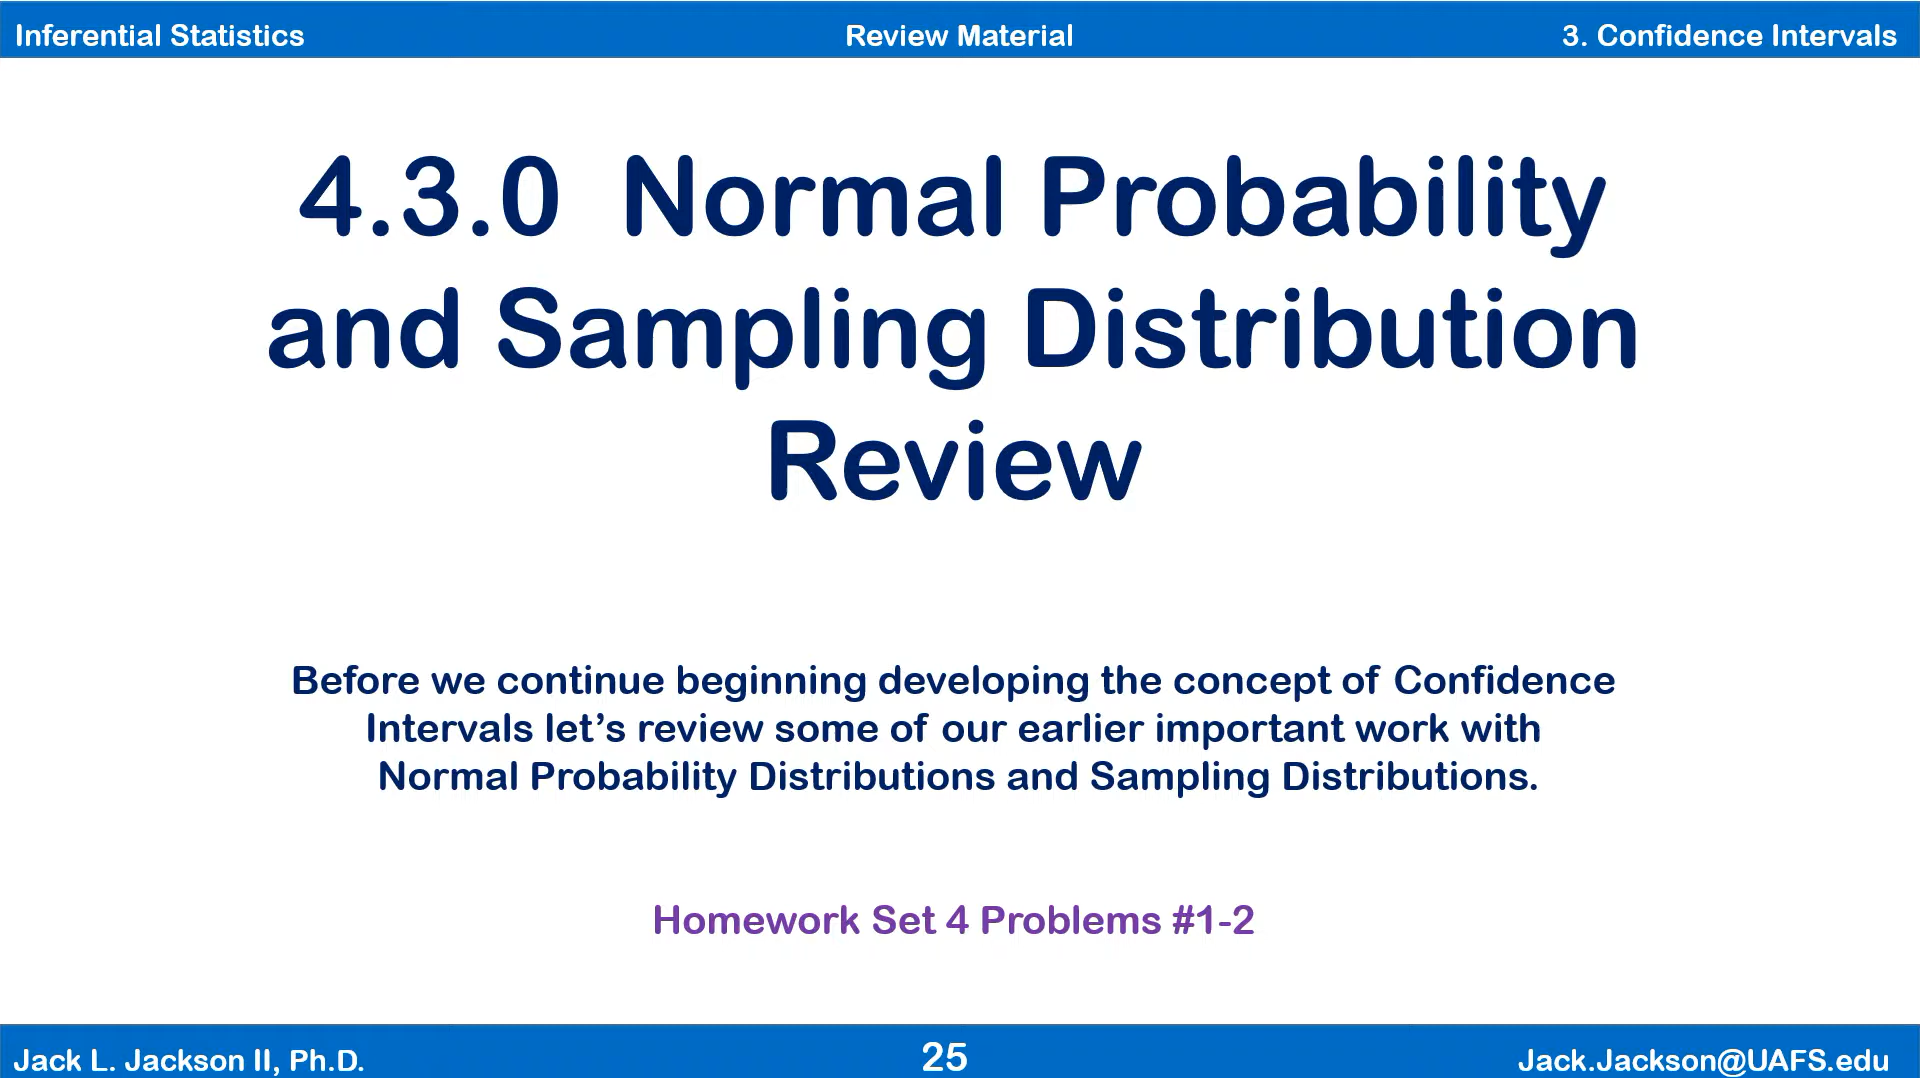 Inferential Statistics
Review Material
3. Confidence Intervals
4.3.0 Normal Probability
and Sampling Distribution
Review
Before we continue beginning developing the concept of Confidence
Intervals let’s review some of our earlier important work with
Normal Probability Distributions and Sampling Distributions.
Homework Set 4 Problems #1-2
Jack L. Jackson II, Ph.D.
25
Jack.Jackson@UAFS.edu